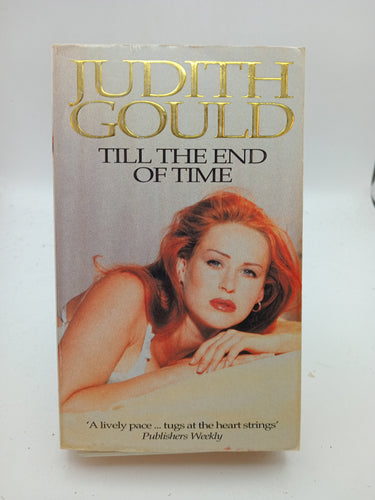 JUDITH
GOULD
TILL THE END
OF TIME
'A lively pace ... tugs at the heart strings'
Publishers Weekly